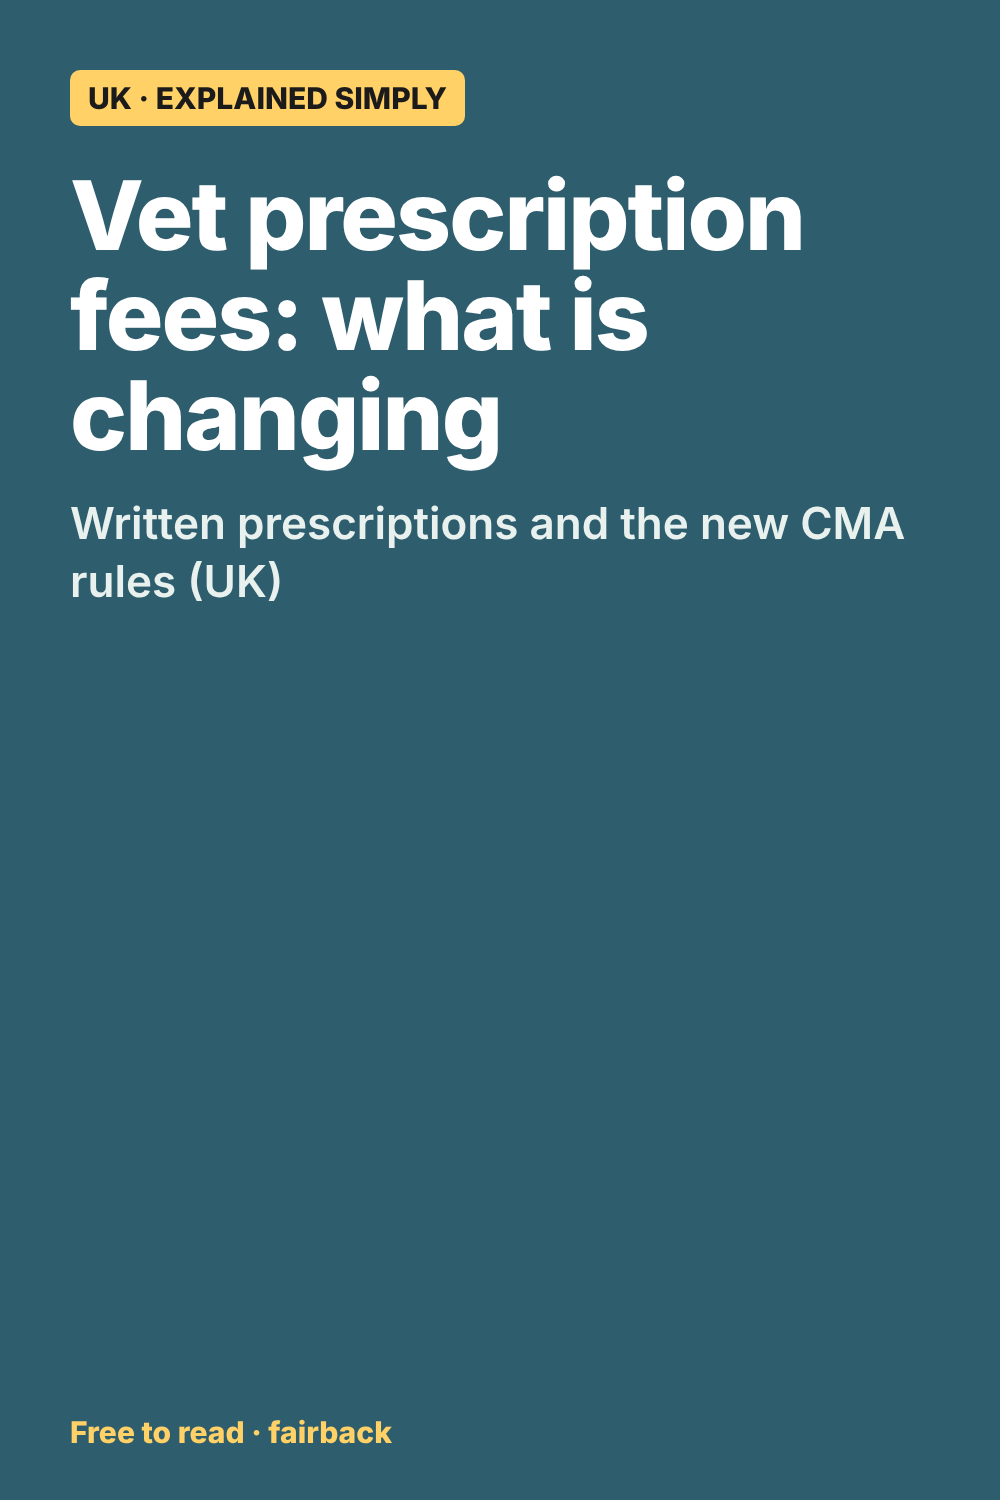 UK · EXPLAINED SIMPLY
Vet prescription
fees: what is
changing
Written prescriptions and the new CMA
rules (UK)
Free to read · fairback